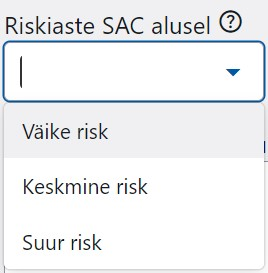 Riskiaste SAC alusel ?
Väike risk
Keskmine risk
Suur risk